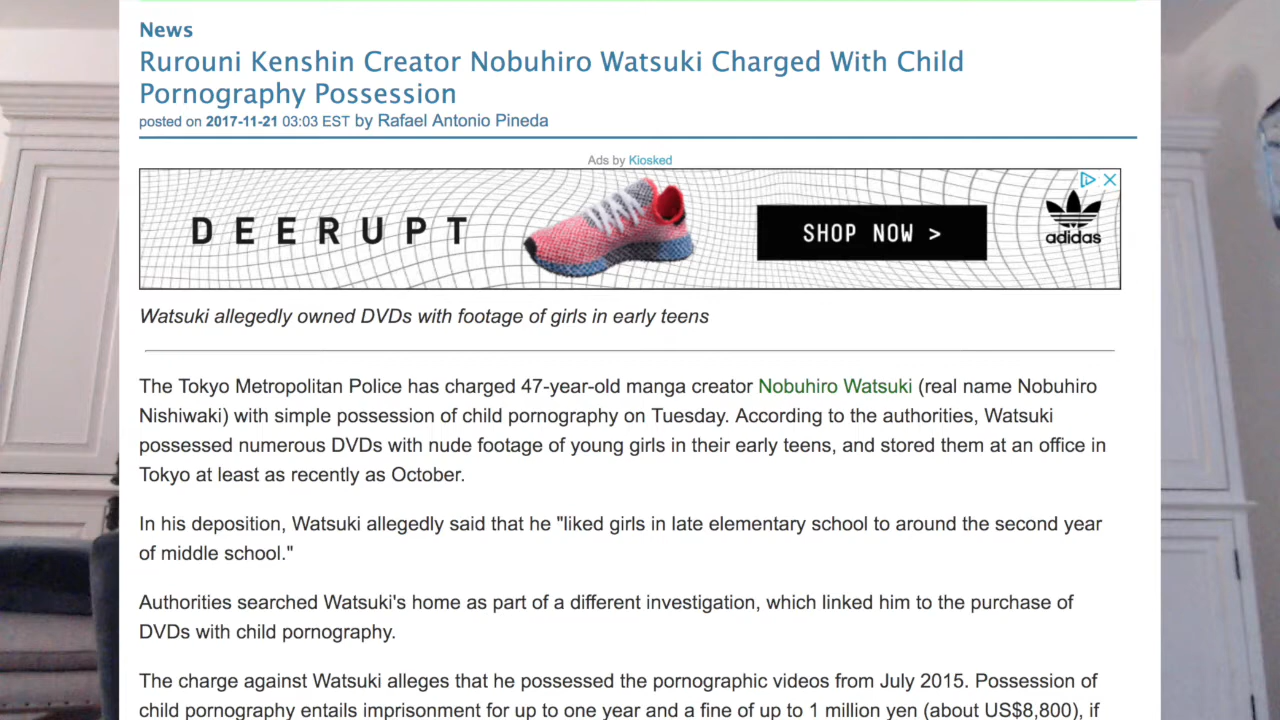 News
Rurouni Kenshin Creator Nobuhiro Watsuki Charged With Child
Pornography Possession
posted on 2017-11-21 03:03 EST by Rafael Antonio Pineda
Ads by Kiosked
DEERUPT
SHOP NOW >
adidas
Watsuki allegedly owned DVDs with footage of girls in early teens
The Tokyo Metropolitan Police has charged 47-year-old manga creator Nobuhiro Watsuki (real name Nobuhiro
Nishiwaki) with simple possession of child pornography on Tuesday. According to the authorities, Watsuki
possessed numerous DVDs with nude footage of young girls in their early teens, and stored them at an office in
Tokyo at least as recently as October.
In his deposition, Watsuki allegedly said that he "liked girls in late elementary school to around the second year
of middle school."
Authorities searched Watsuki's home as part of a different investigation, which linked him to the purchase of
DVDs with child pornography.
The charge against Watsuki alleges that he possessed the pornographic videos from July 2015. Possession of
child pornography entails imprisonment for up to one year and a fine of up to 1 million yen (about US$8,800), if